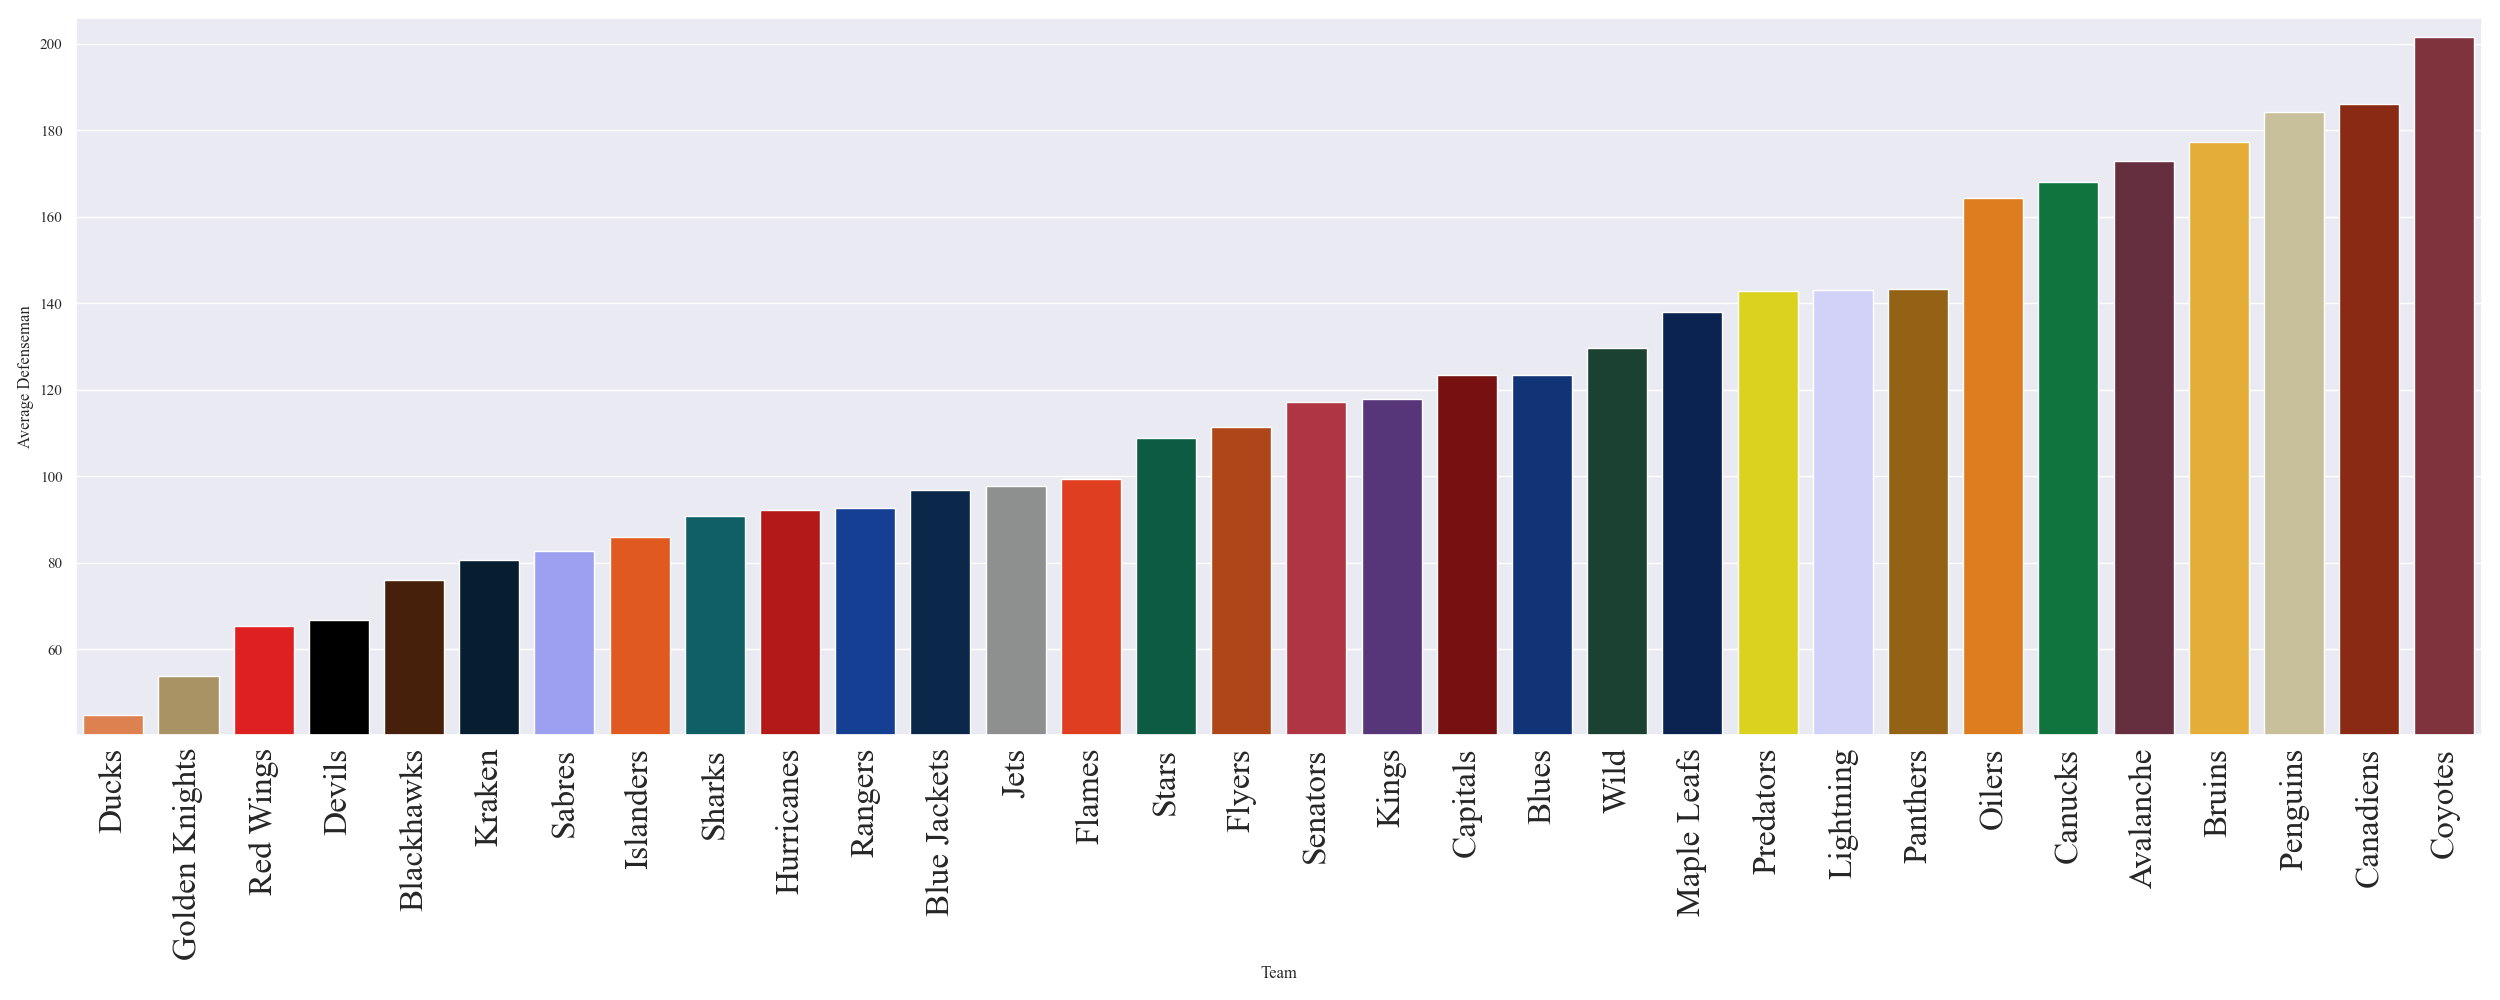 200
180
160
140
120
100
80
60
Average Defenseman
Ducks
Golden Knights
Red Wings
Devils
Blackhawks
Kraken
Sabres
Islanders
Sharks
Hurricanes
Rangers
Blue Jackets
Jets
Flames
Stars
Flyers
Senators
Kings
Capitals
Blues
Wild
Maple Leafs
Predators
Lightning
Panthers
Oilers
Canucks
Avalanche
Bruins
Penguins
Canadiens
Coyotes
Team